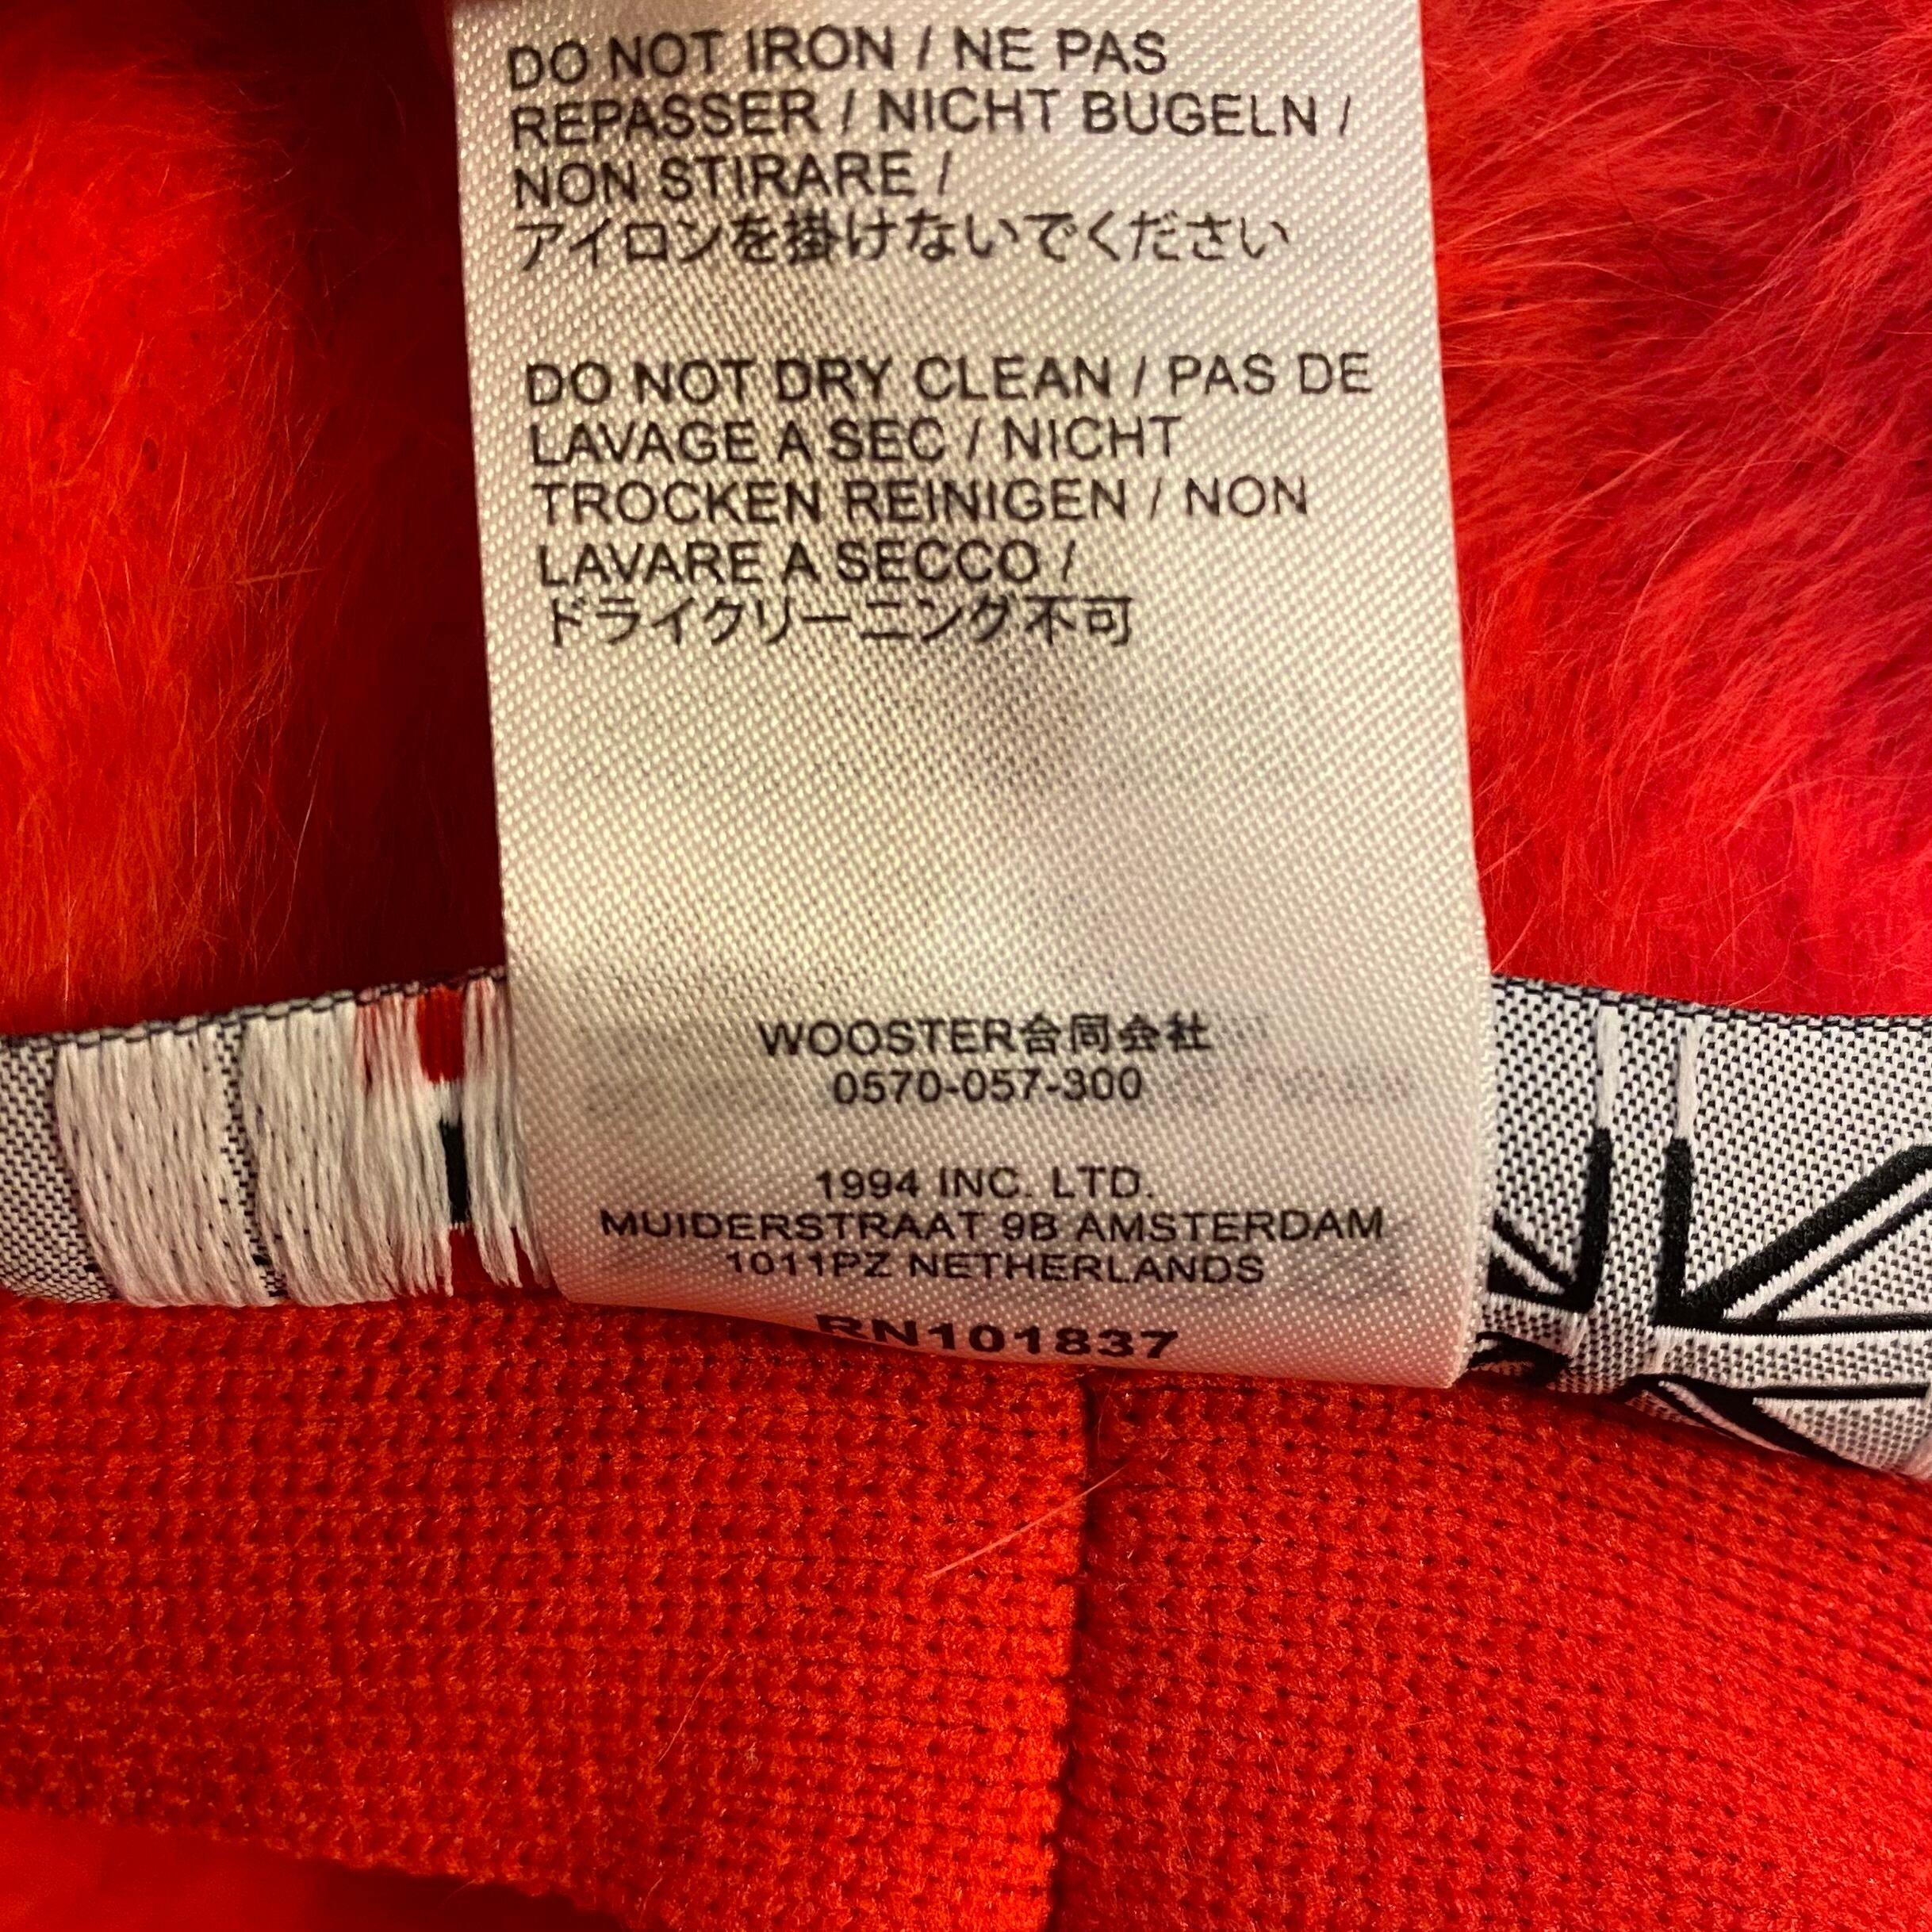 DO NOT IRON / NE PAS
REPASSER / NICHT BUGELN /
NON STIRARE /
アイロンを掛けないでください
DO NOT DRY CLEAN / PAS DE
LAVAGE A SEC / NICHT
TROCKEN REINIGEN / NON
LAVARE A SECCO /
ドライクリーニング不可
WOOSTER合同会社
0570-057-300
1994 INC. LTD.
MUIDERSTRAAT 9B AMSTERDAM
1011PZ NETHERLANDS
RN101837